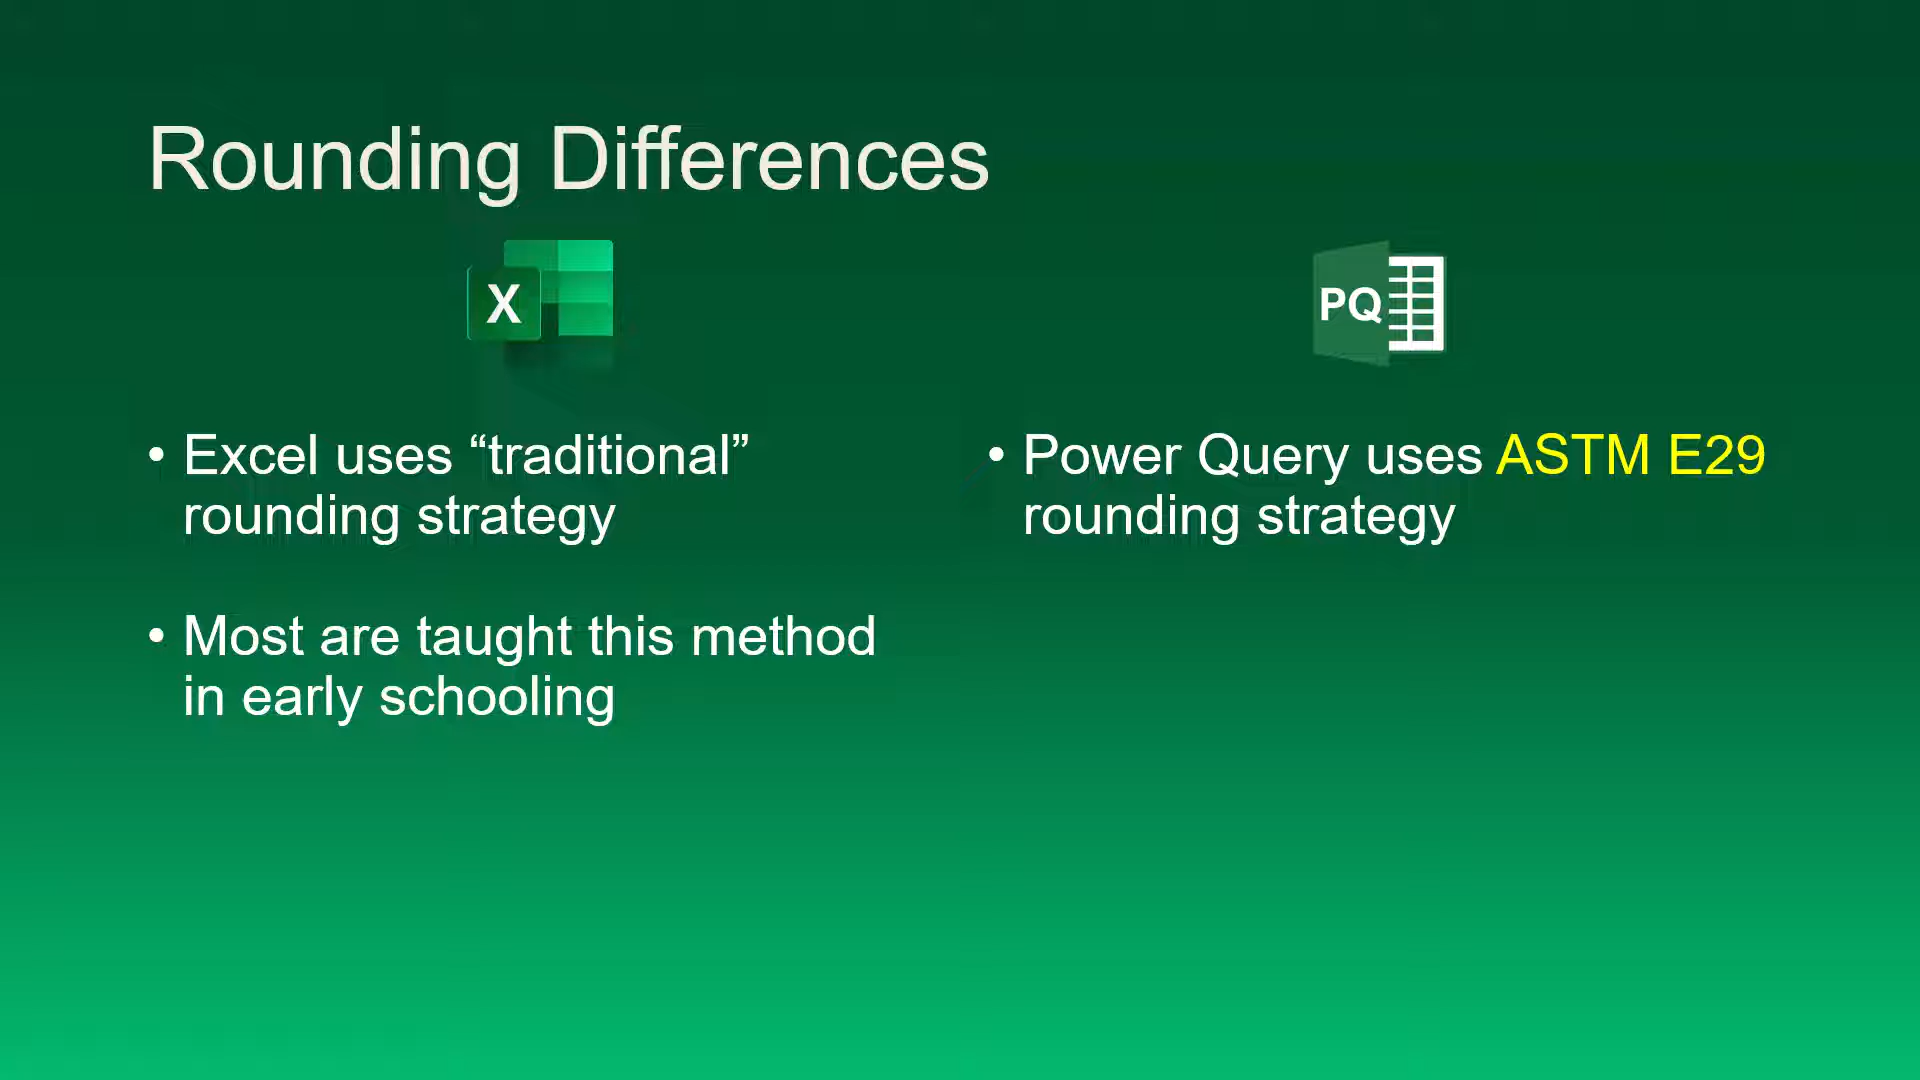 Rounding Differences
X
PQ
• Excel uses “traditional”
rounding strategy
• Most are taught this method
in early schooling
• Power Query uses ASTM E29
rounding strategy